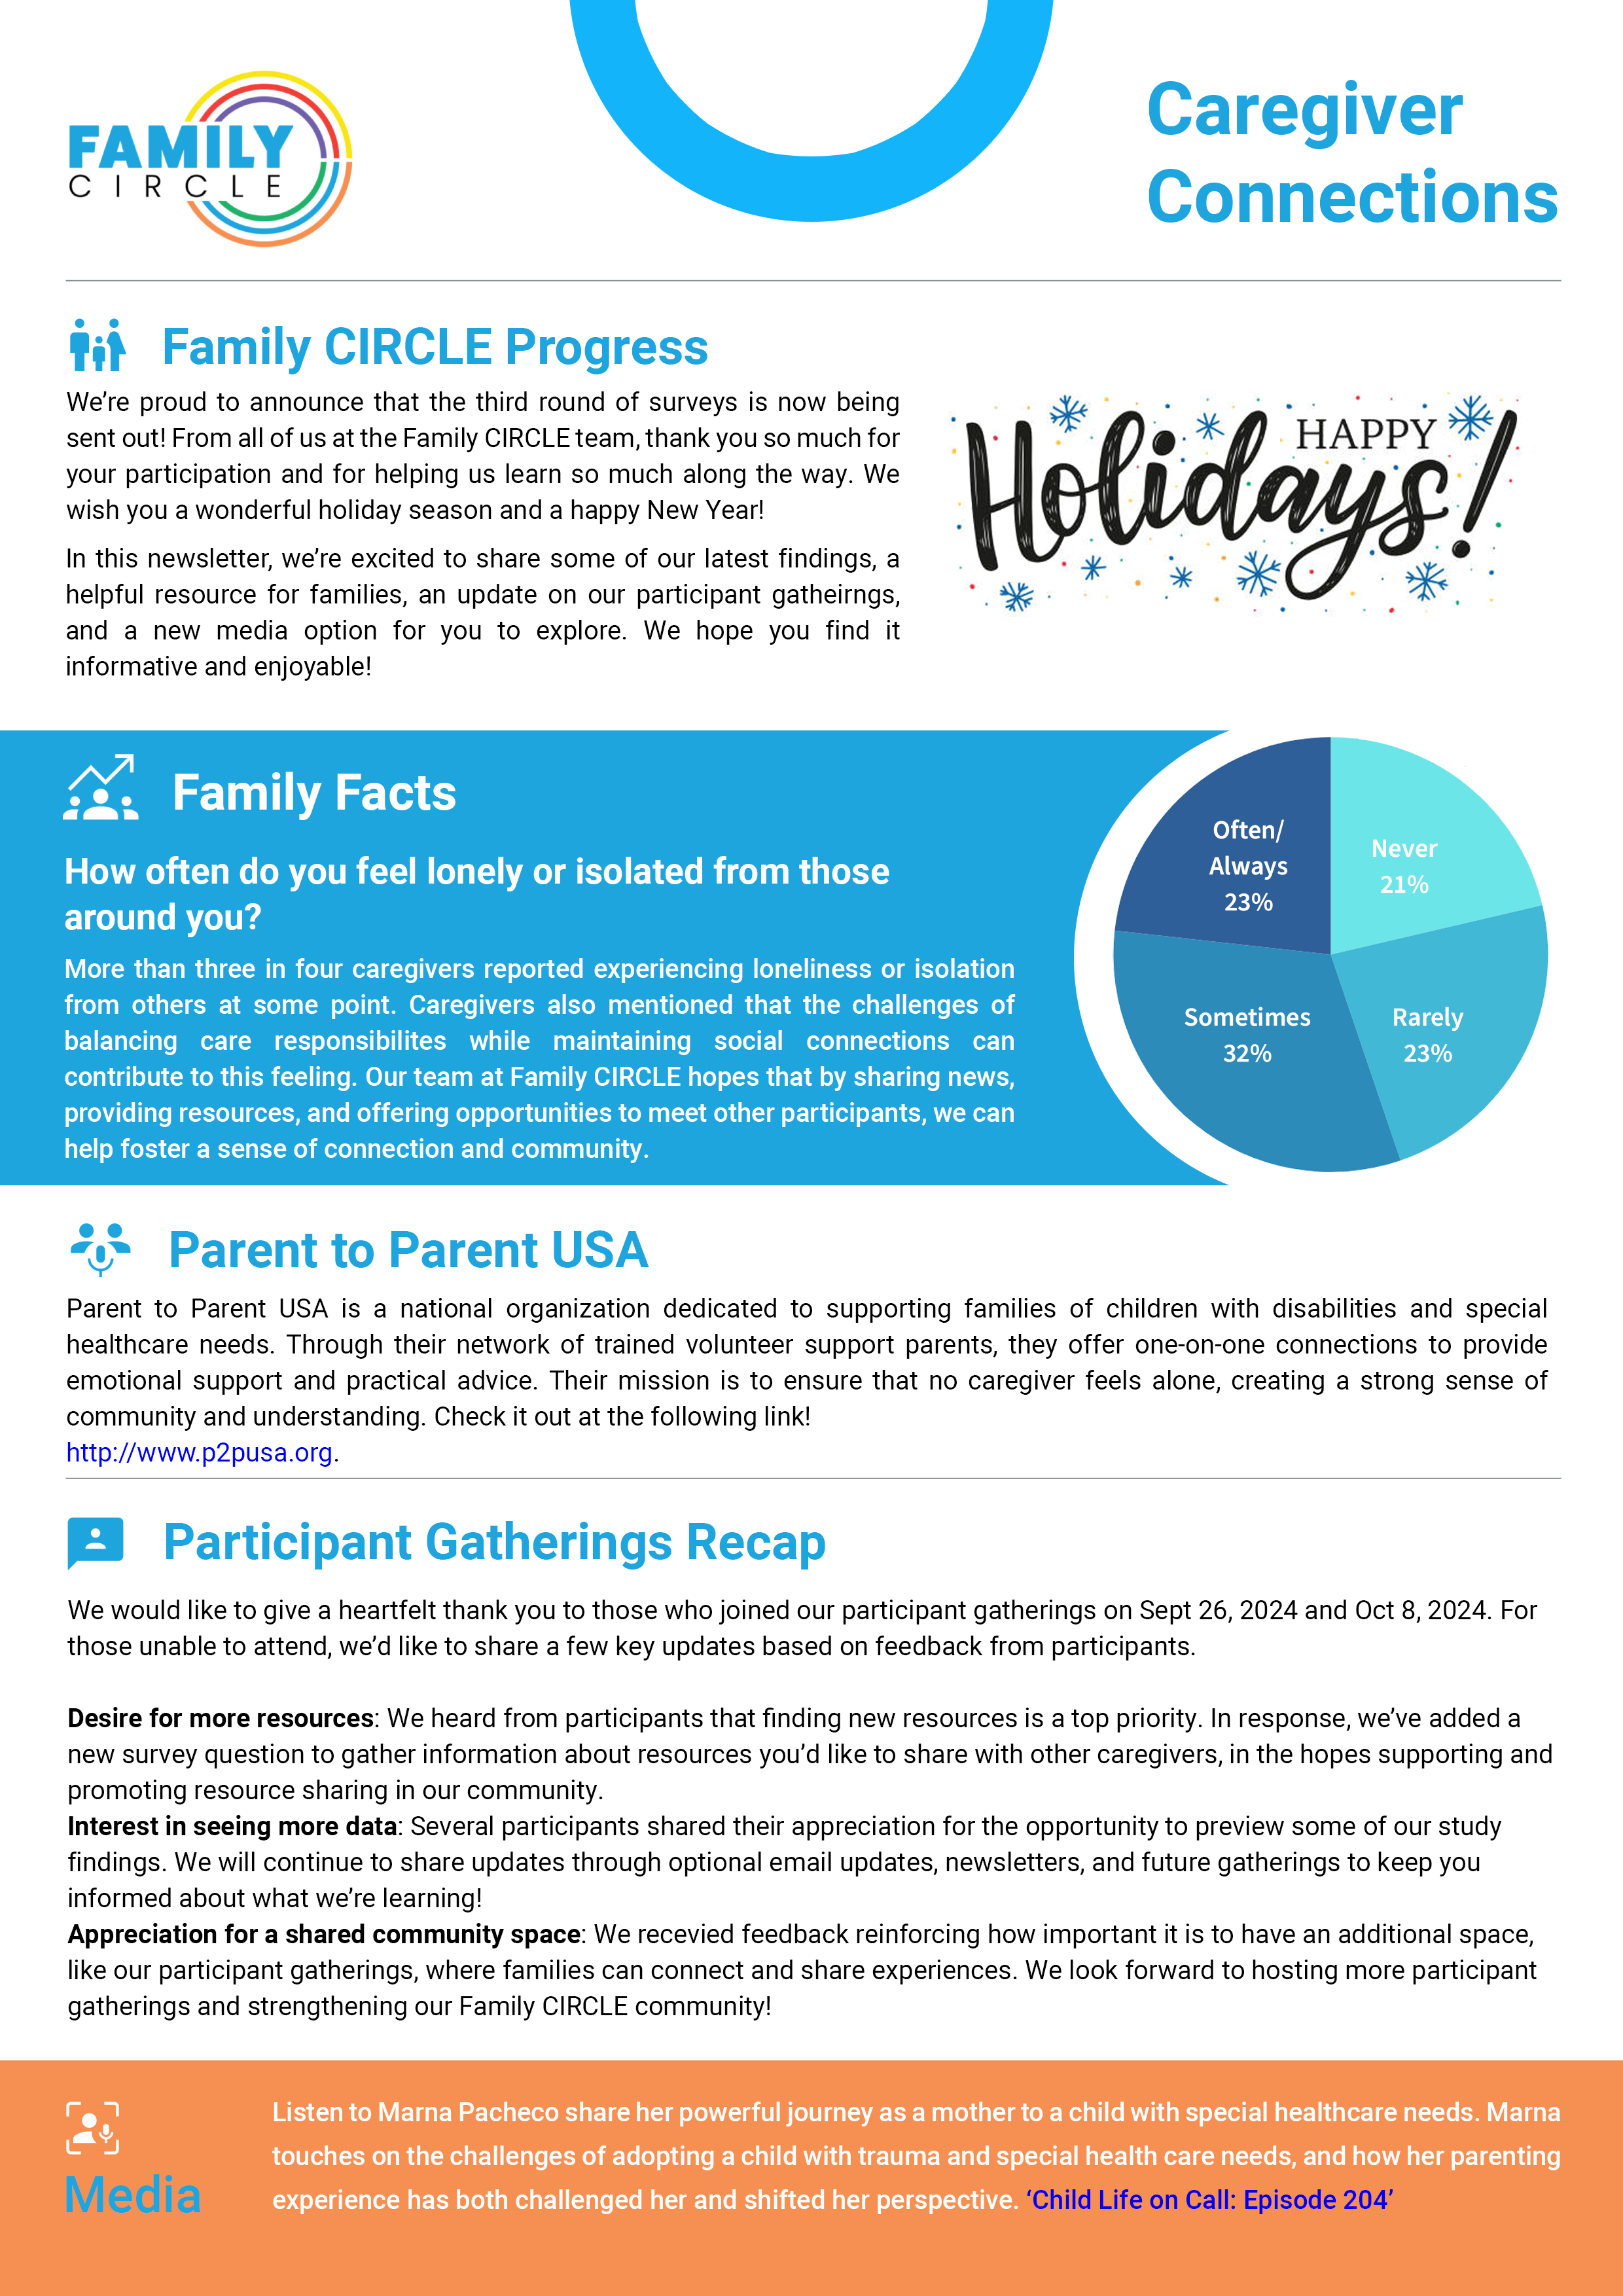 FAMILY
CIRCLE
Caregiver
Connections
Family CIRCLE Progress
We’re proud to announce that the third round of surveys is now being
sent out! From all of us at the Family CIRCLE team, thank you so much for
your participation and for helping us learn so much along the way. We
wish you a wonderful holiday season and a happy New Year!
In this newsletter, we’re excited to share some of our latest findings, a
helpful resource for families, an update on our participant gatheirngs,
and a new media option for you to explore. We hope you find it
informative and enjoyable!
HAPPY
Holidays!
Family Facts
How often do you feel lonely or isolated from those
around you?
More than three in four caregivers reported experiencing loneliness or isolation
from others at some point. Caregivers also mentioned that the challenges of
balancing care responsibilites while maintaining social connections can
contribute to this feeling. Our team at Family CIRCLE hopes that by sharing news,
providing resources, and offering opportunities to meet other participants, we can
help foster a sense of connection and community.
Often/
Always
23%
Never
21%
Sometimes
32%
Rarely
23%
Parent to Parent USA
Parent to Parent USA is a national organization dedicated to supporting families of children with disabilities and special
healthcare needs. Through their network of trained volunteer support parents, they offer one-on-one connections to provide
emotional support and practical advice. Their mission is to ensure that no caregiver feels alone, creating a strong sense of
community and understanding. Check it out at the following link!
http://www.p2pusa.org.
Participant Gatherings Recap
We would like to give a heartfelt thank you to those who joined our participant gatherings on Sept 26, 2024 and Oct 8, 2024. For
those unable to attend, we’d like to share a few key updates based on feedback from participants.
Desire for more resources: We heard from participants that finding new resources is a top priority. In response, we’ve added a
new survey question to gather information about resources you’d like to share with other caregivers, in the hopes supporting and
promoting resource sharing in our community.
Interest in seeing more data: Several participants shared their appreciation for the opportunity to preview some of our study
findings. We will continue to share updates through optional email updates, newsletters, and future gatherings to keep you
informed about what we’re learning!
Appreciation for a shared community space: We recevied feedback reinforcing how important it is to have an additional space,
like our participant gatherings, where families can connect and share experiences. We look forward to hosting more participant
gatherings and strengthening our Family CIRCLE community!
Media
Listen to Marna Pacheco share her powerful journey as a mother to a child with special healthcare needs. Marna
touches on the challenges of adopting a child with trauma and special health care needs, and how her parenting
experience has both challenged her and shifted her perspective. ‘Child Life on Call: Episode 204’